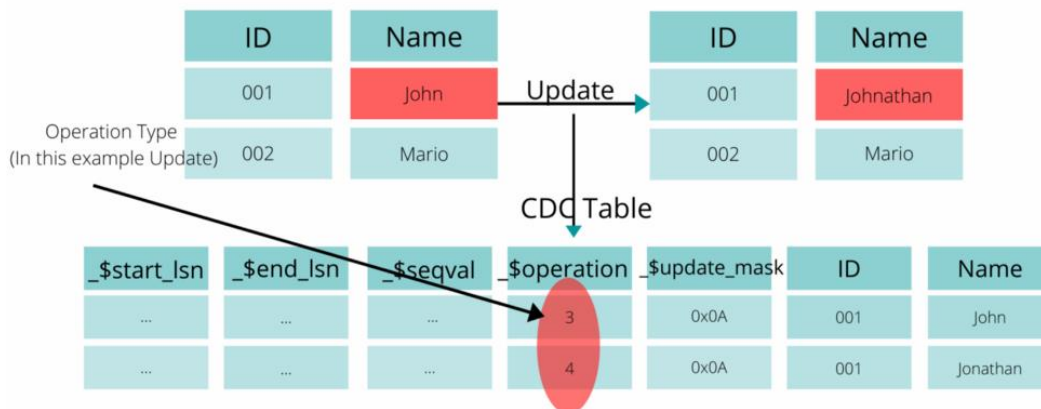 ID Name
001 John
002 Mario
Update
ID Name
001 Johnathan
002 Mario
Operation Type
(In this example Update)
CDC Table
_$start_lsn _$end_lsn _$seqval _$operation _$update_mask ID Name
... ... ... 3 0x0A 001 John
... ... ... 4 0x0A 001 Jonathan